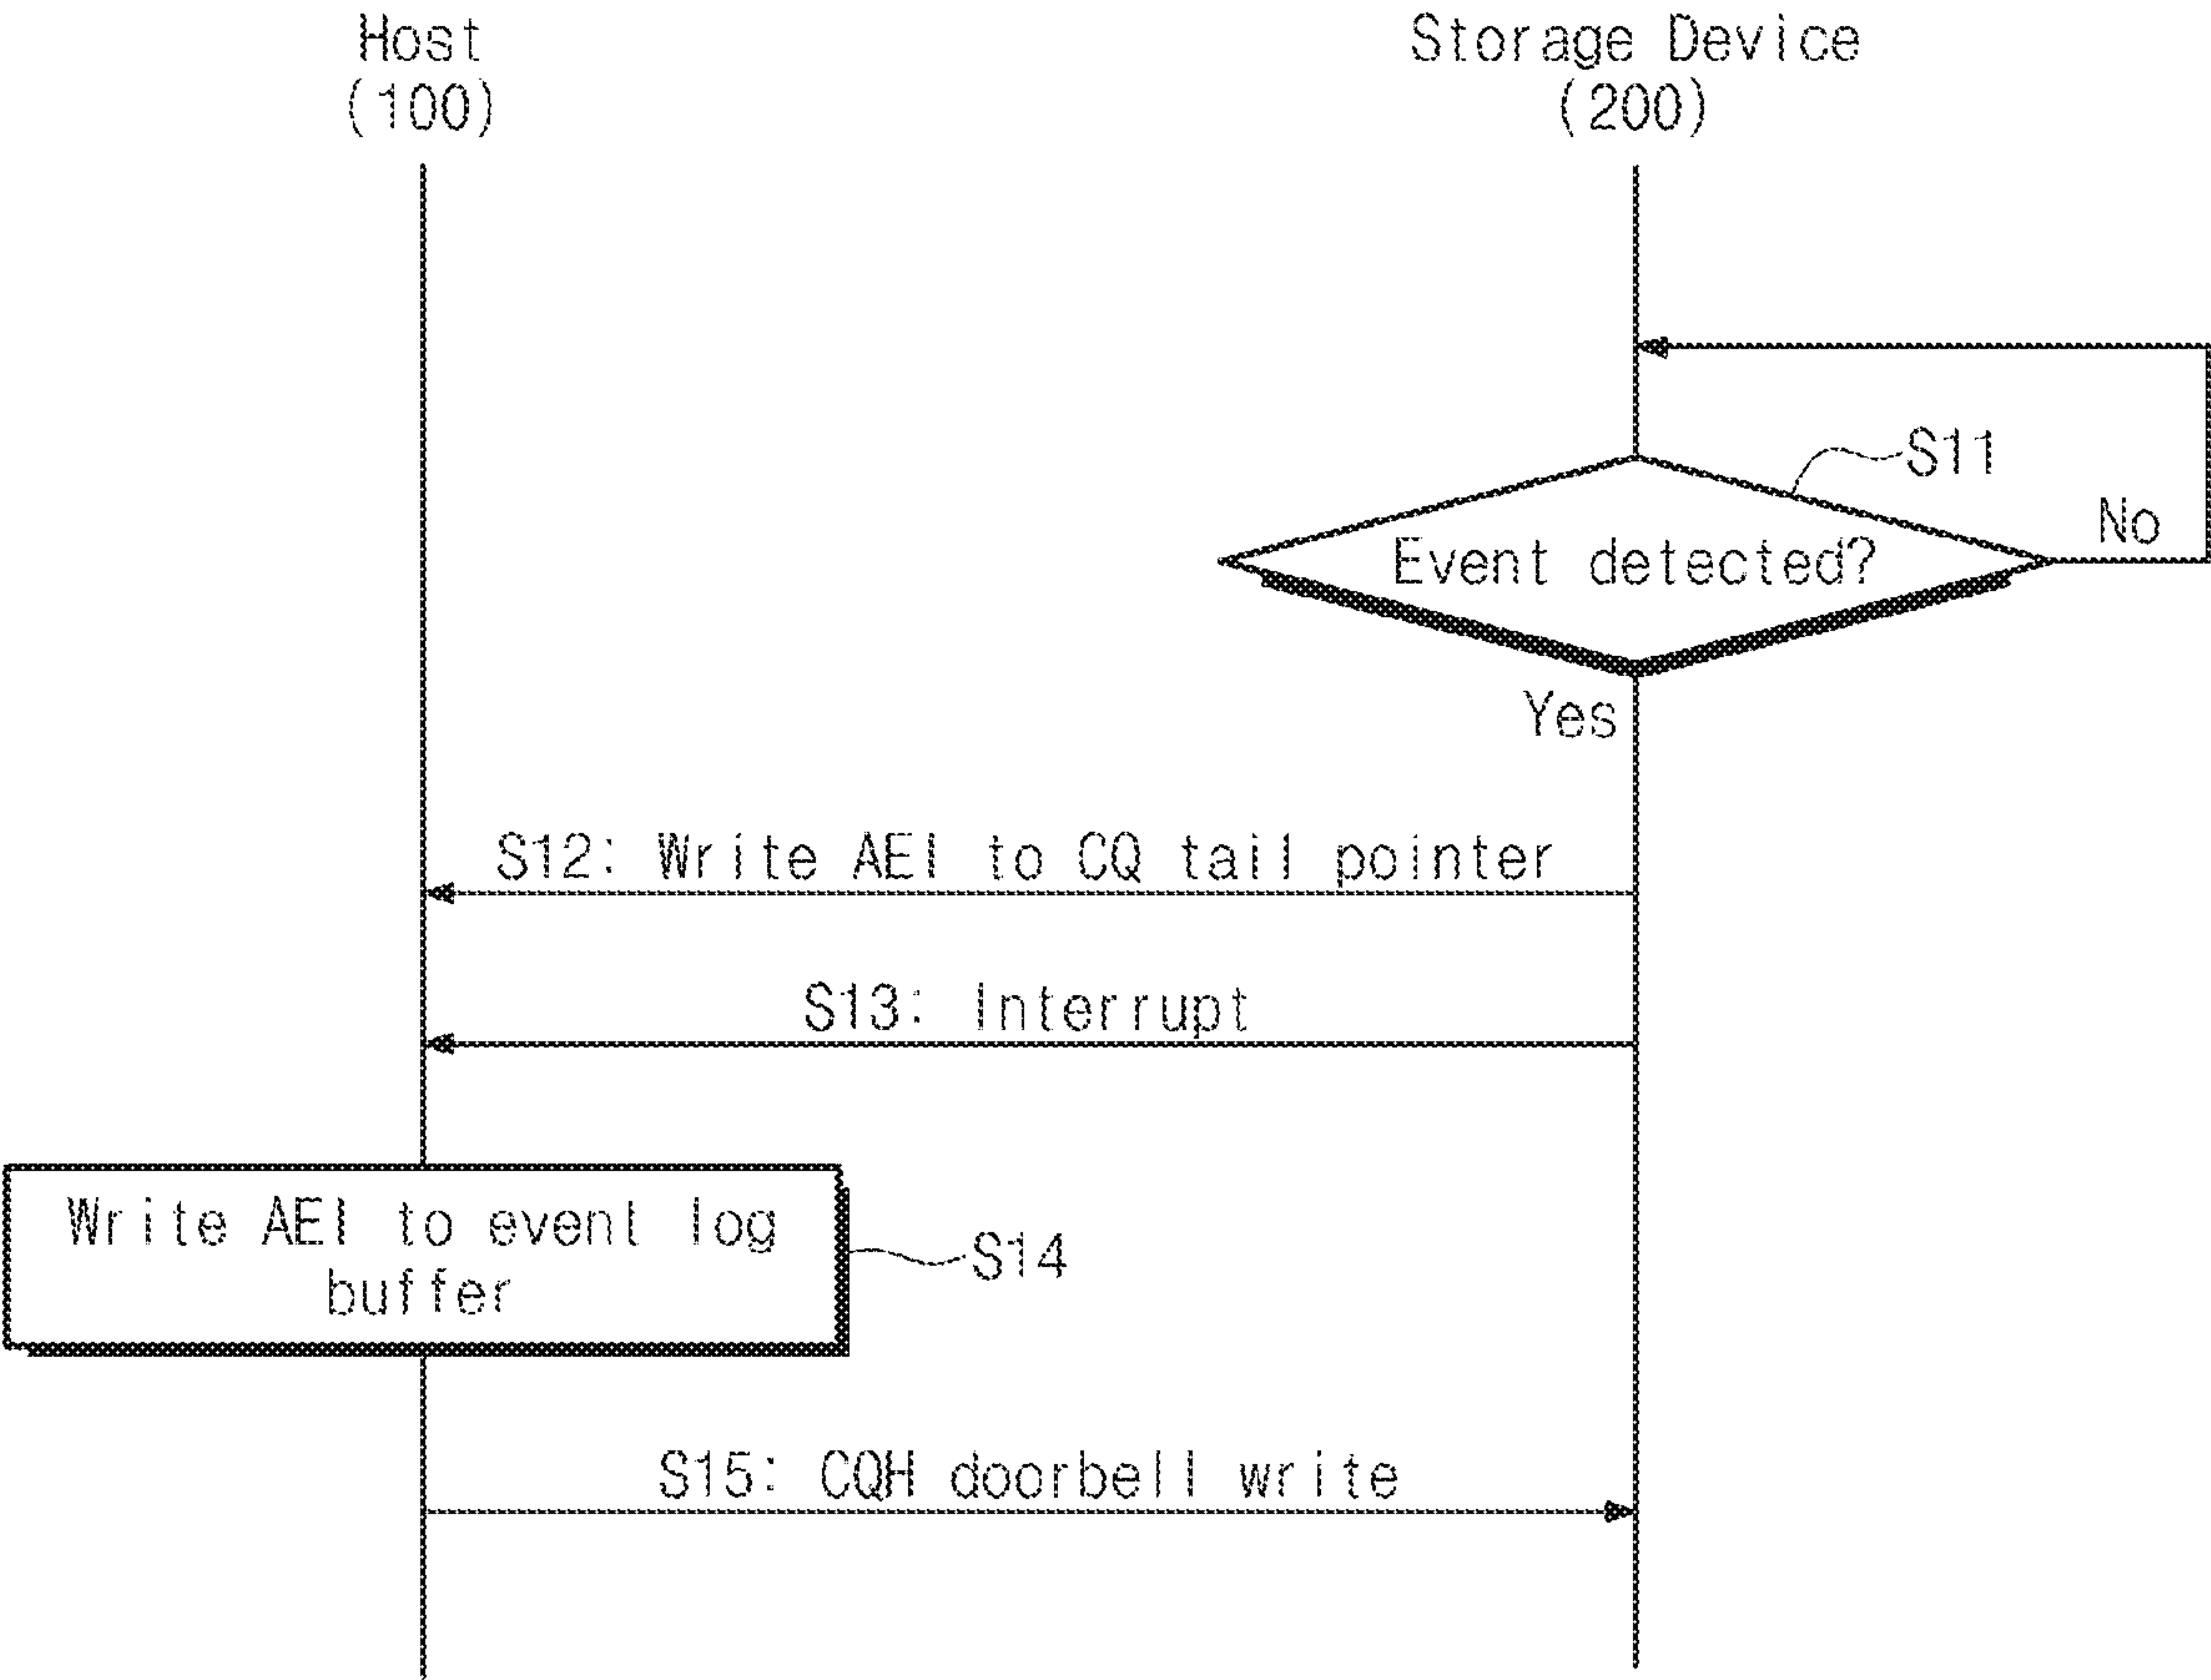 Host
(100)
Storage Device
(200)
S11
No
Event detected?
Yes
S12: Write AEI to CQ tail pointer
S13: Interrupt
Write AEI to event log
buffer
S14
S15: CQH doorbell write